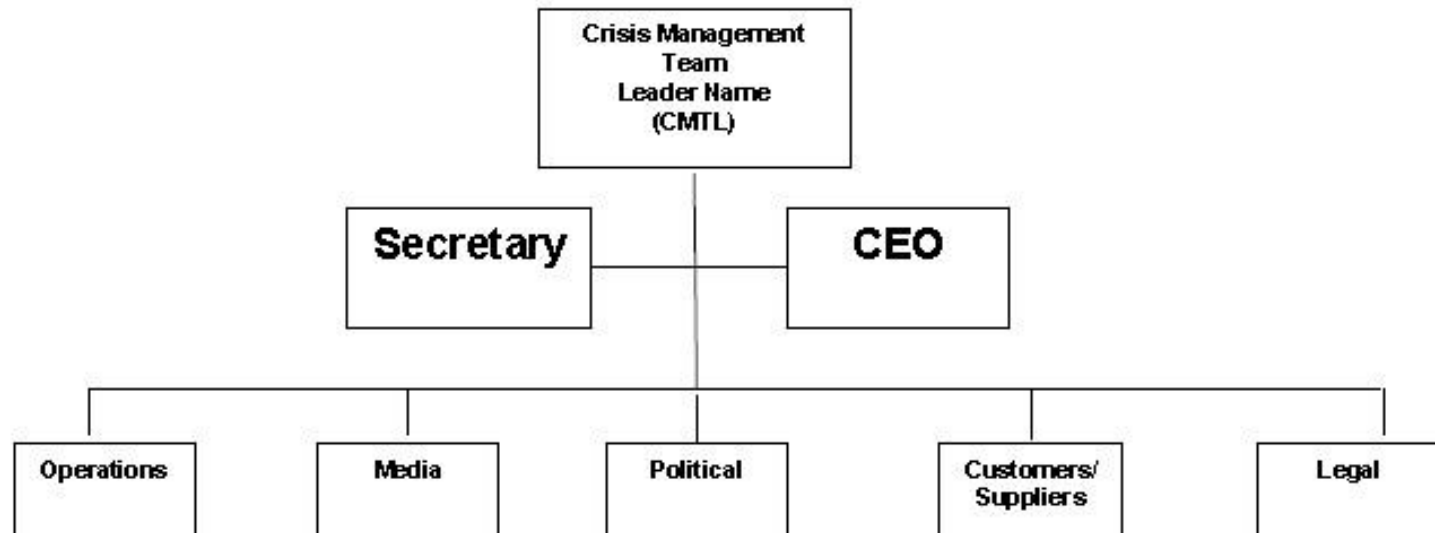 Crisis Management
Team
Leader Name
(CMTL)
Secretary
CEO
Operations
Media
Political
Customers/
Suppliers
Legal